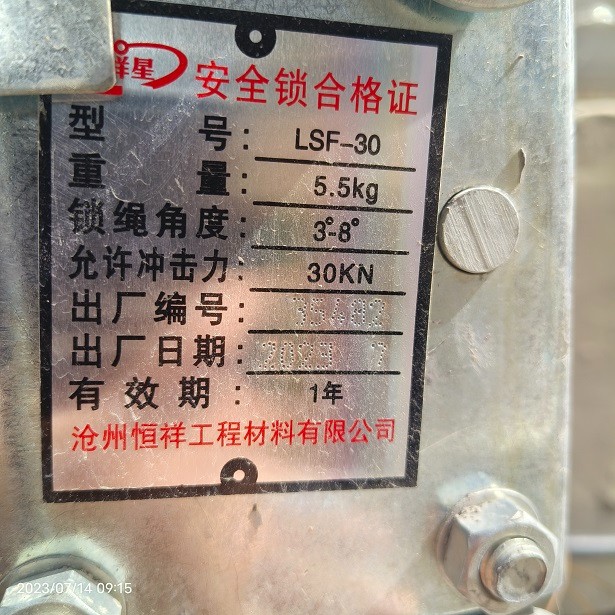 祥星
安全锁合格证
型号: LSF-30
重量: 5.5kg
锁绳角度: 3°-8°
允许冲击力: 30KN
出厂编号: 35482
出厂日期: 2023 7
有效期: 1年
沧州恒祥工程材料有限公司
2023/07/14 09:15